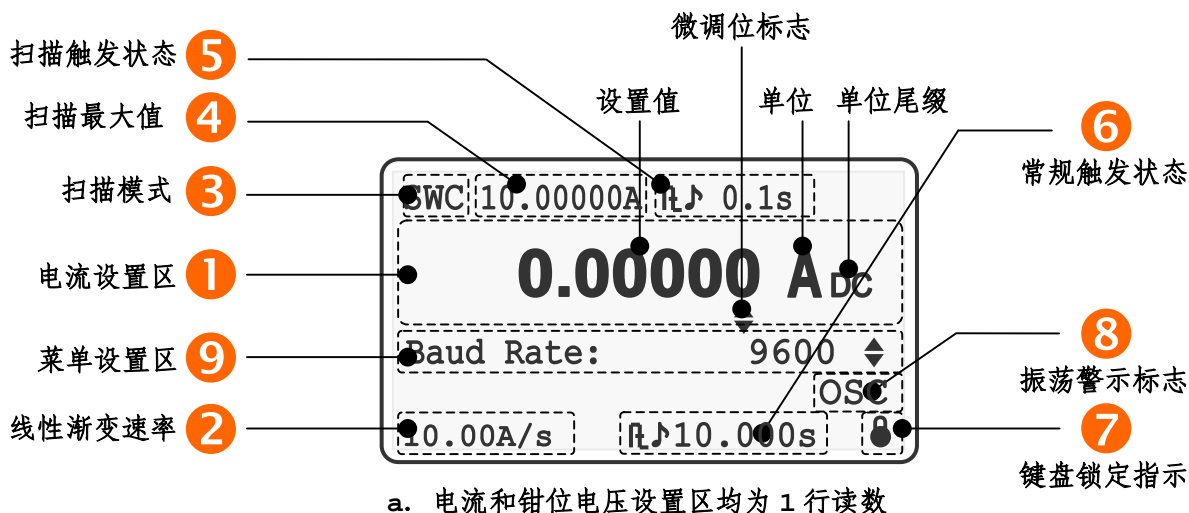 微调位标志
扫描触发状态 5
设置值 单位 单位尾缀
扫描最大值 4
6
常规触发状态
扫描模式 3
SWC 10.00000A ♪ 0.1s
电流设置区 1
0.00000 A DC
菜单设置区 9
Baud Rate: 9600
8
振荡警示标志
OSC
线性渐变速率 2
10.00A/s ♪10.000s
7
键盘锁定指示
a. 电流和钳位电压设置区均为 1 行读数